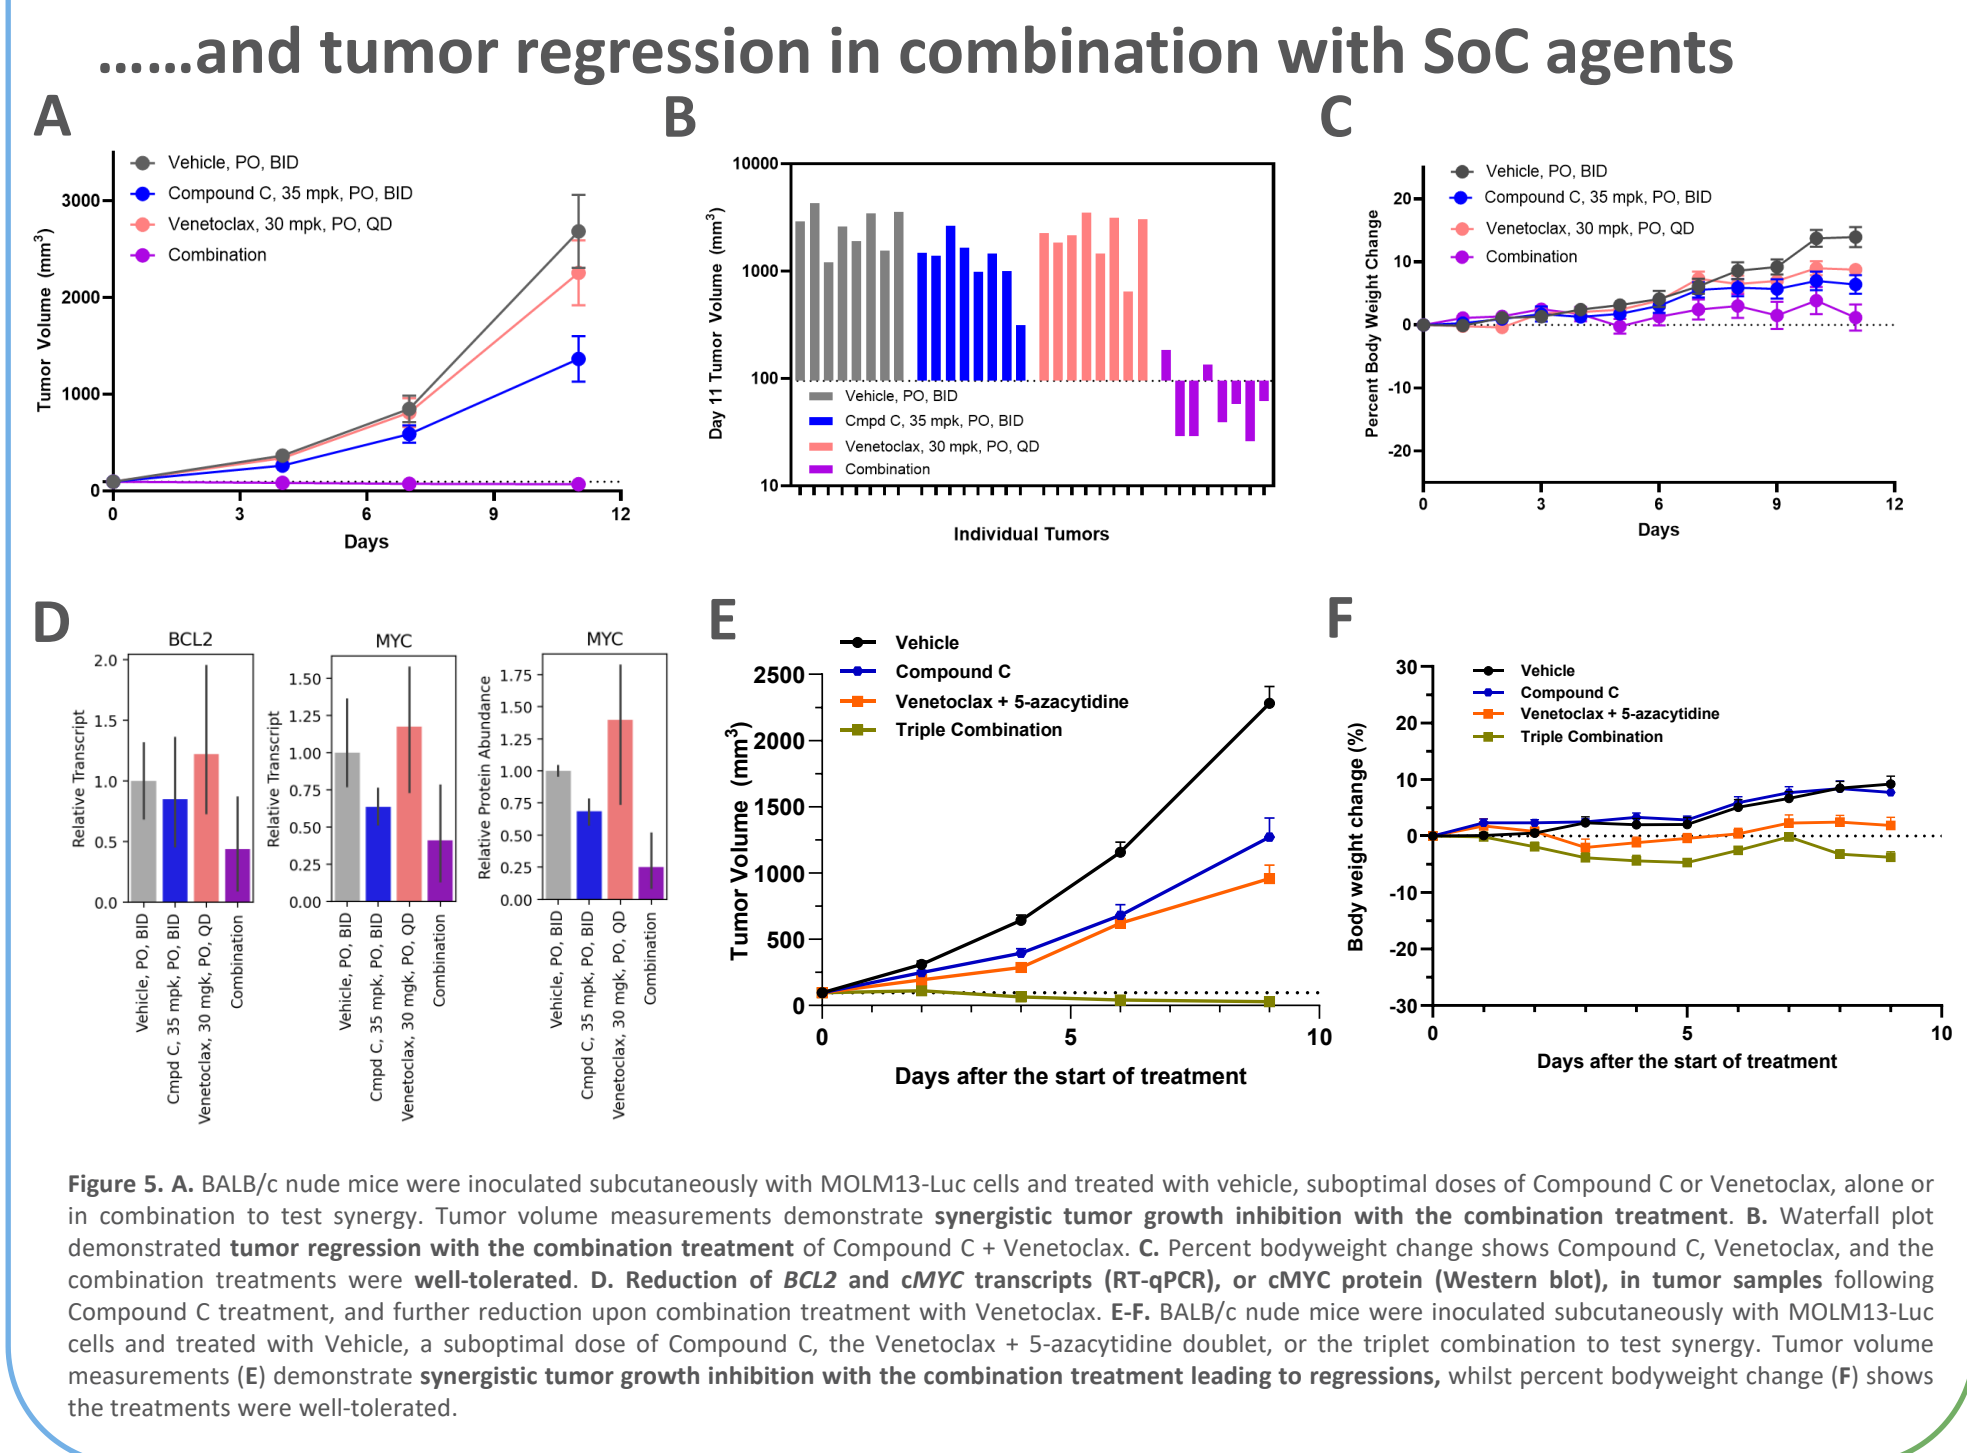 ......and tumor regression in combination with SoC agents
A
Vehicle, PO, BID
Compound C, 35 mpk, PO, BID
Venetoclax, 30 mpk, PO, QD
Combination
Tumor Volume (mm³)
3000
2000
1000
0
0 3 6 9 12
Days
B
Day 11 Tumor Volume (mm³)
10000
1000
100
10
Vehicle, PO, BID
Cmpd C, 35 mpk, PO, BID
Venetoclax, 30 mpk, PO, QD
Combination
Individual Tumors
C
Vehicle, PO, BID
Compound C, 35 mpk, PO, BID
Venetoclax, 30 mpk, PO, QD
Combination
Percent Body Weight Change
20
10
0
-10
-20
0 3 6 9 12
Days
D
BCL2
Relative Transcript
2.0
1.5
1.0
0.5
0.0
Vehicle, PO, BID
Cmpd C, 35 mpk, PO, BID
Venetoclax, 30 mgk, PO, QD
Combination
MYC
Relative Transcript
1.50
1.25
1.00
0.75
0.50
0.25
0.00
Vehicle, PO, BID
Cmpd C, 35 mpk, PO, BID
Venetoclax, 30 mgk, PO, QD
Combination
MYC
Relative Protein Abundance
1.75
1.50
1.25
1.00
0.75
0.50
0.25
0.00
Vehicle, PO, BID
Cmpd C, 35 mpk, PO, BID
Venetoclax, 30 mgk, PO, QD
Combination
E
Vehicle
Compound C
Venetoclax + 5-azacytidine
Triple Combination
Tumor Volume (mm³)
2500
2000
1500
1000
500
0
0 5 10
Days after the start of treatment
F
Vehicle
Compound C
Venetoclax + 5-azacytidine
Triple Combination
Body weight change (%)
30
20
10
0
-10
-20
-30
0 5 10
Days after the start of treatment
Figure 5. A. BALB/c nude mice were inoculated subcutaneously with MOLM13-Luc cells and treated with vehicle, suboptimal doses of Compound C or Venetoclax, alone or
in combination to test synergy. Tumor volume measurements demonstrate synergistic tumor growth inhibition with the combination treatment. B. Waterfall plot
demonstrated tumor regression with the combination treatment of Compound C + Venetoclax. C. Percent bodyweight change shows Compound C, Venetoclax, and the
combination treatments were well-tolerated. D. Reduction of BCL2 and cMYC transcripts (RT-qPCR), or cMYC protein (Western blot), in tumor samples following
Compound C treatment, and further reduction upon combination treatment with Venetoclax. E-F. BALB/c nude mice were inoculated subcutaneously with MOLM13-Luc
cells and treated with Vehicle, a suboptimal dose of Compound C, the Venetoclax + 5-azacytidine doublet, or the triplet combination to test synergy. Tumor volume
measurements (E) demonstrate synergistic tumor growth inhibition with the combination treatment leading to regressions, whilst percent bodyweight change (F) shows
the treatments were well-tolerated.